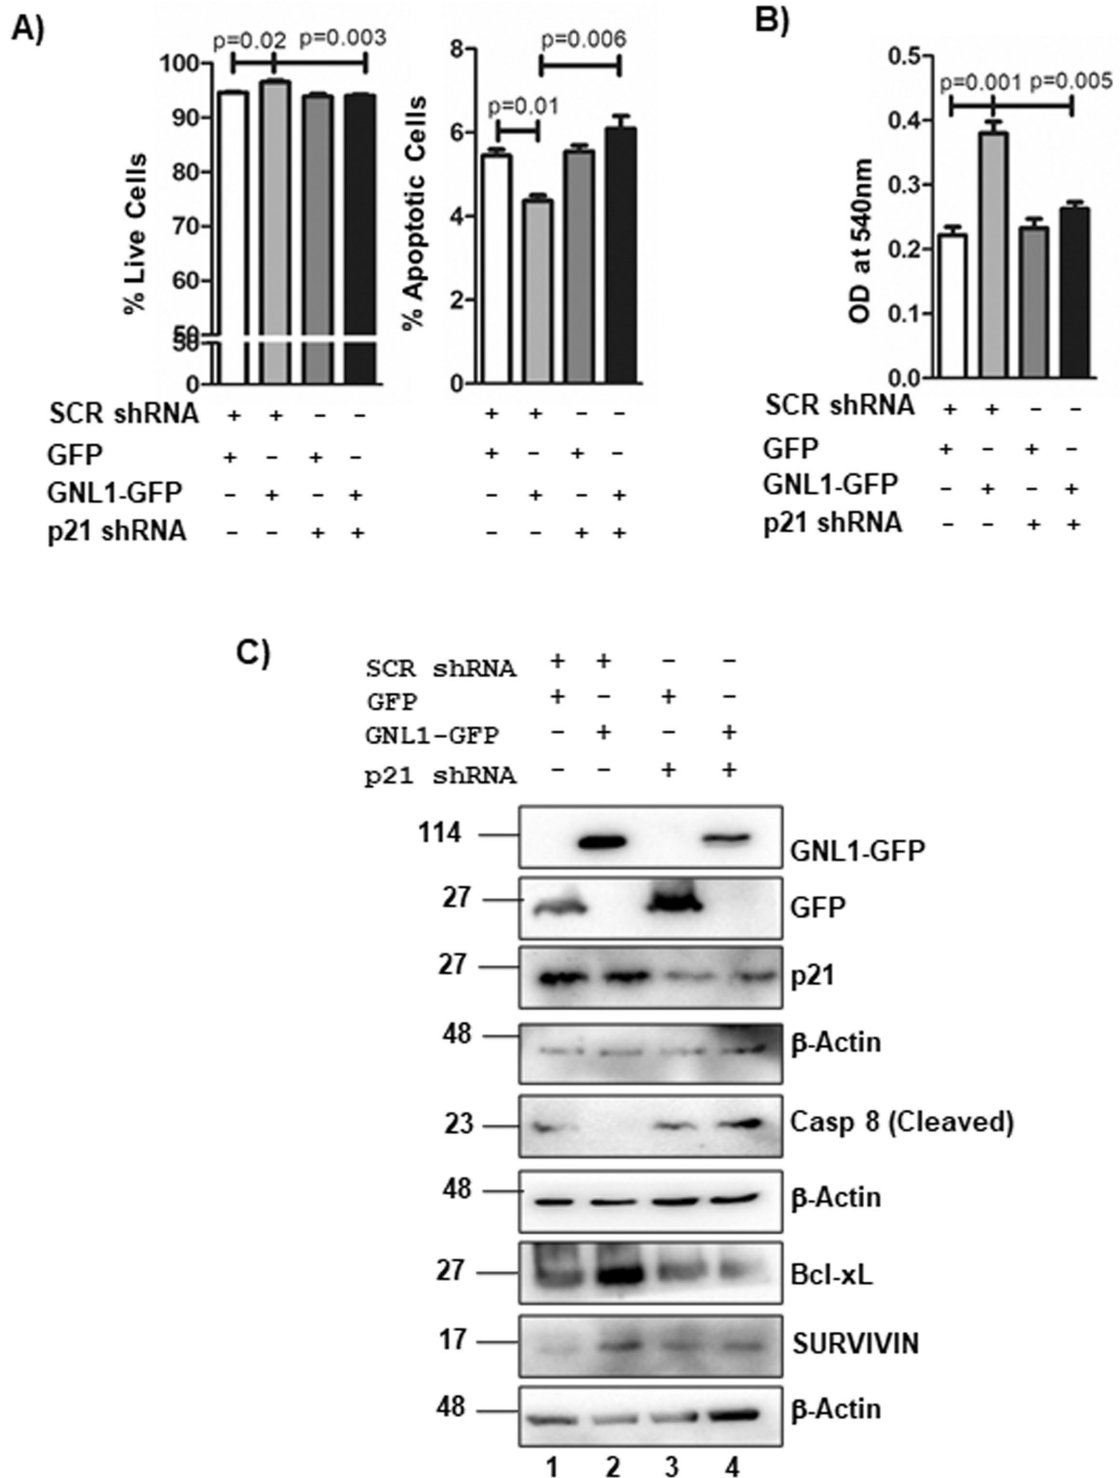 A)
B)
p=0.02 p=0.003
p=0.01
p=0.006
p=0.001 p=0.005
% Live Cells
100
90
80
70
60
50
50
0
% Apoptotic Cells
8
6
4
2
0
OD at 540nm
0.5
0.4
0.3
0.2
0.1
0.0
SCR shRNA + + - - + + - -
GFP + - + - + - + -
GNL1-GFP - + - + - + - +
p21 shRNA - - + + - - + +
SCR shRNA + + - -
GFP + - + -
GNL1-GFP - + - +
p21 shRNA - - + +
C)
SCR shRNA + + - -
GFP + - + -
GNL1-GFP - + - +
p21 shRNA - - + +
114 GNL1-GFP
27 GFP
27 p21
48 β-Actin
23 Casp 8 (Cleaved)
48 β-Actin
27 Bcl-xL
17 SURVIVIN
48 β-Actin
1 2 3 4